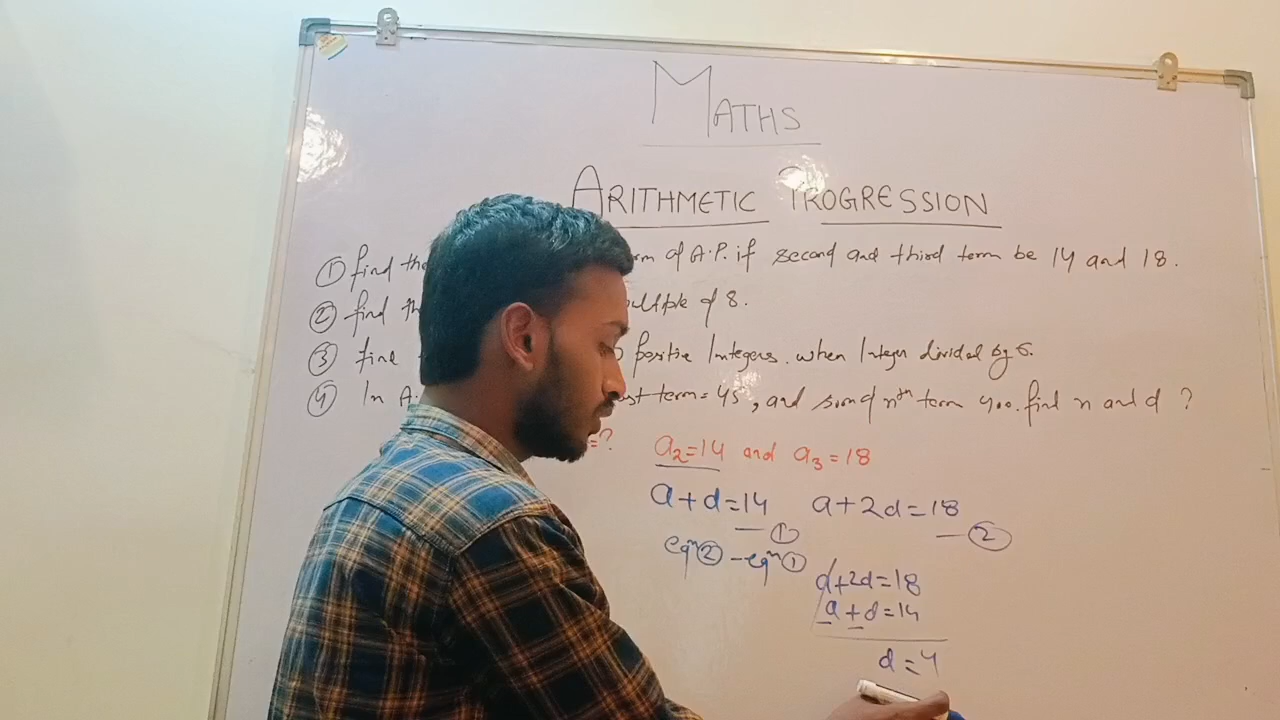 MATHS
ARITHMETIC PROGRESSION
① find the rm of A.P. if second and third term be 14 and 18.
② find th ultiple of 8.
③ find positive Integers. when Integer divided by 6.
④ In A. st term = 45, and sum of nth term 400. find n and d ?
=? a₂=14 and a₃=18
a+d=14 a+2d=18
—① —②
eqⁿ② - eqⁿ①
a+2d=18
a+d=14
d=4